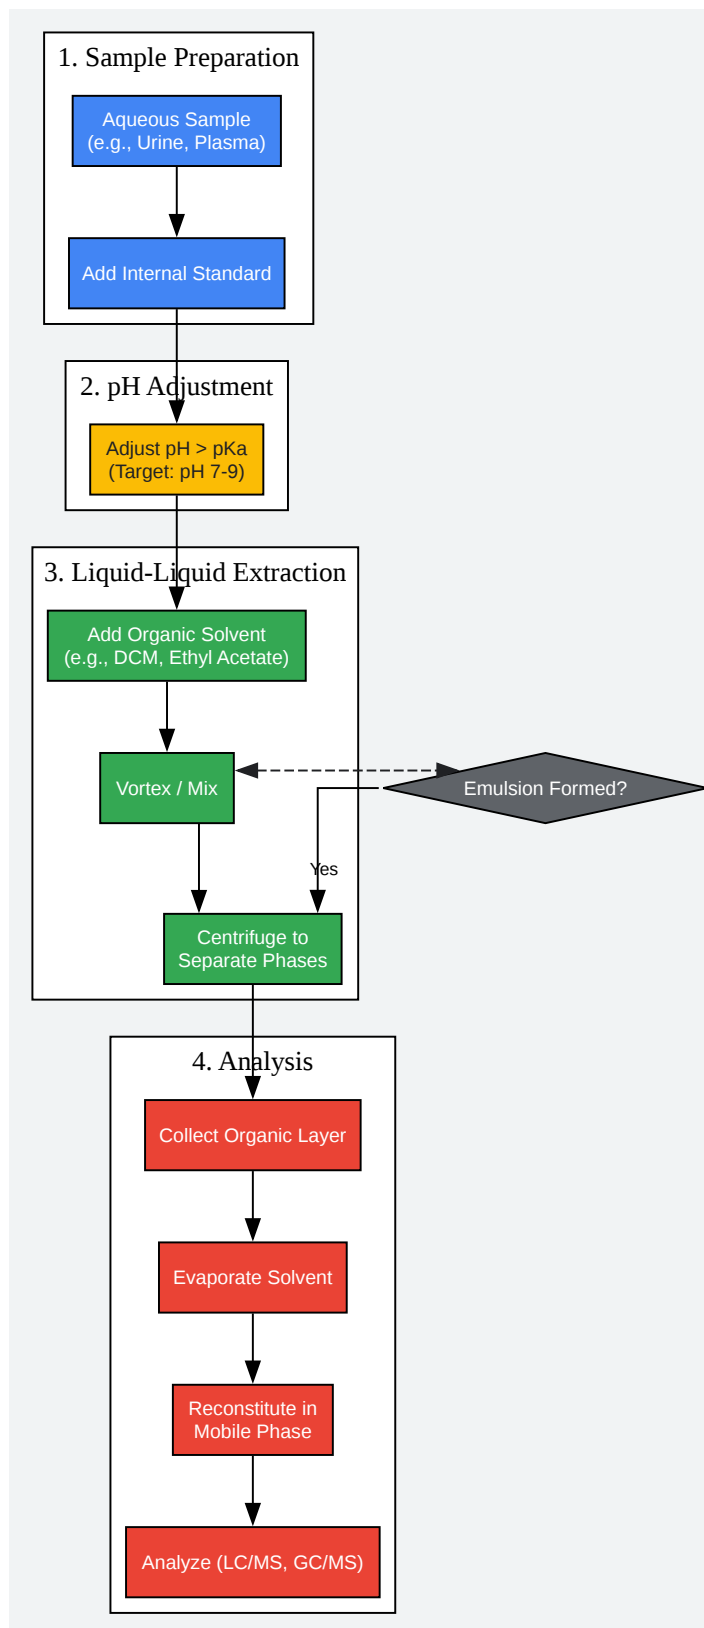 1. Sample Preparation
Aqueous Sample
(e.g., Urine, Plasma)
Add Internal Standard
2. pH Adjustment
Adjust pH > pKa
(Target: pH 7-9)
3. Liquid-Liquid Extraction
Add Organic Solvent
(e.g., DCM, Ethyl Acetate)
Vortex / Mix
Emulsion Formed?
Yes
Centrifuge to
Separate Phases
4. Analysis
Collect Organic Layer
Evaporate Solvent
Reconstitute in
Mobile Phase
Analyze (LC/MS, GC/MS)